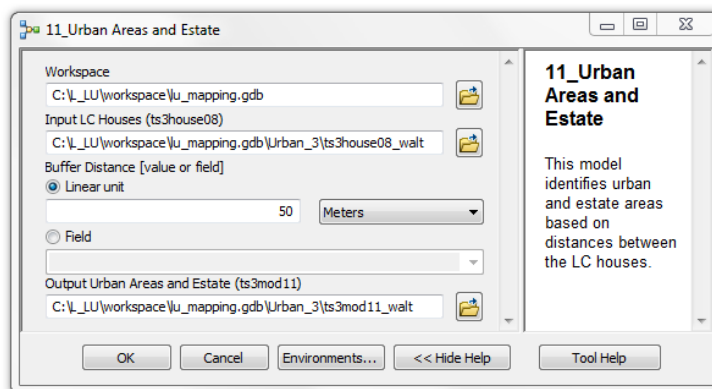 11_Urban Areas and Estate
Workspace
C:\L_LU\workspace\lu_mapping.gdb
Input LC Houses (ts3house08)
C:\L_LU\workspace\lu_mapping.gdb\Urban_3\ts3house08_walt
Buffer Distance [value or field]
Linear unit
50 Meters
Field
Output Urban Areas and Estate (ts3mod11)
C:\L_LU\workspace\lu_mapping.gdb\Urban_3\ts3mod11_walt
11_Urban
Areas and
Estate
This model
identifies urban
and estate areas
based on
distances between
the LC houses.
OK Cancel Environments... << Hide Help Tool Help